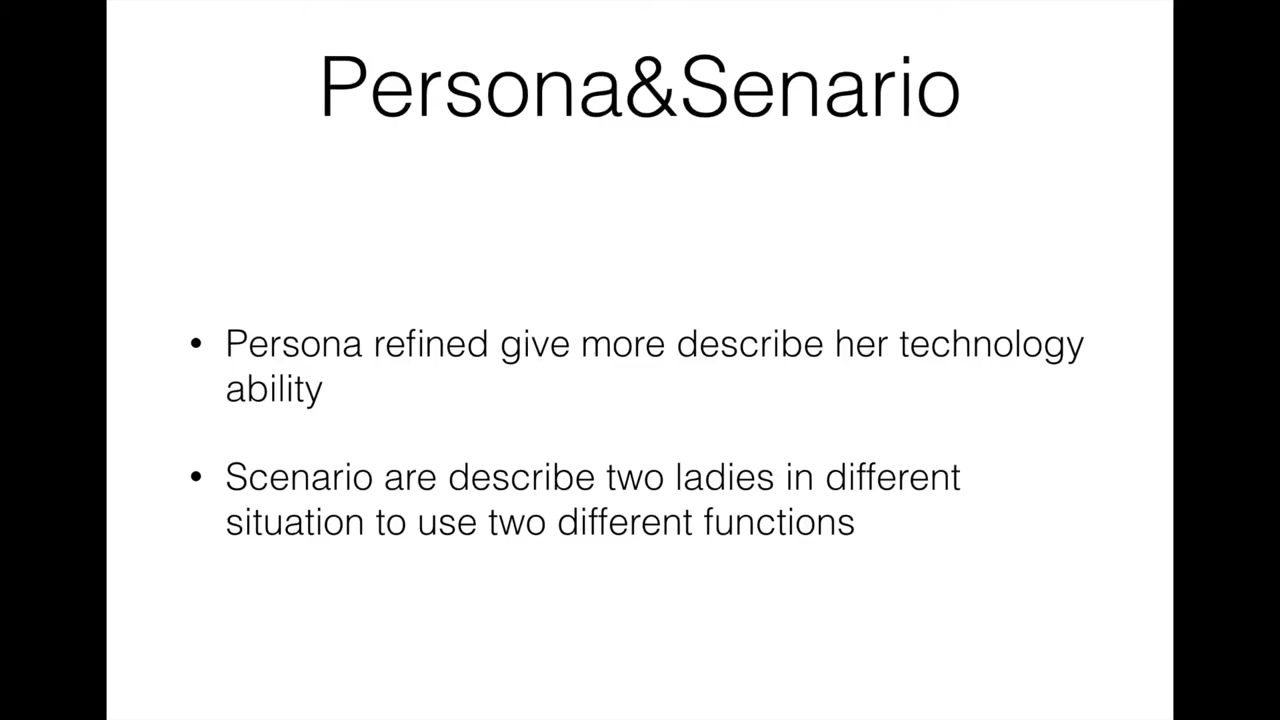 Persona&Senario
• Persona refined give more describe her technology
ability
• Scenario are describe two ladies in different
situation to use two different functions